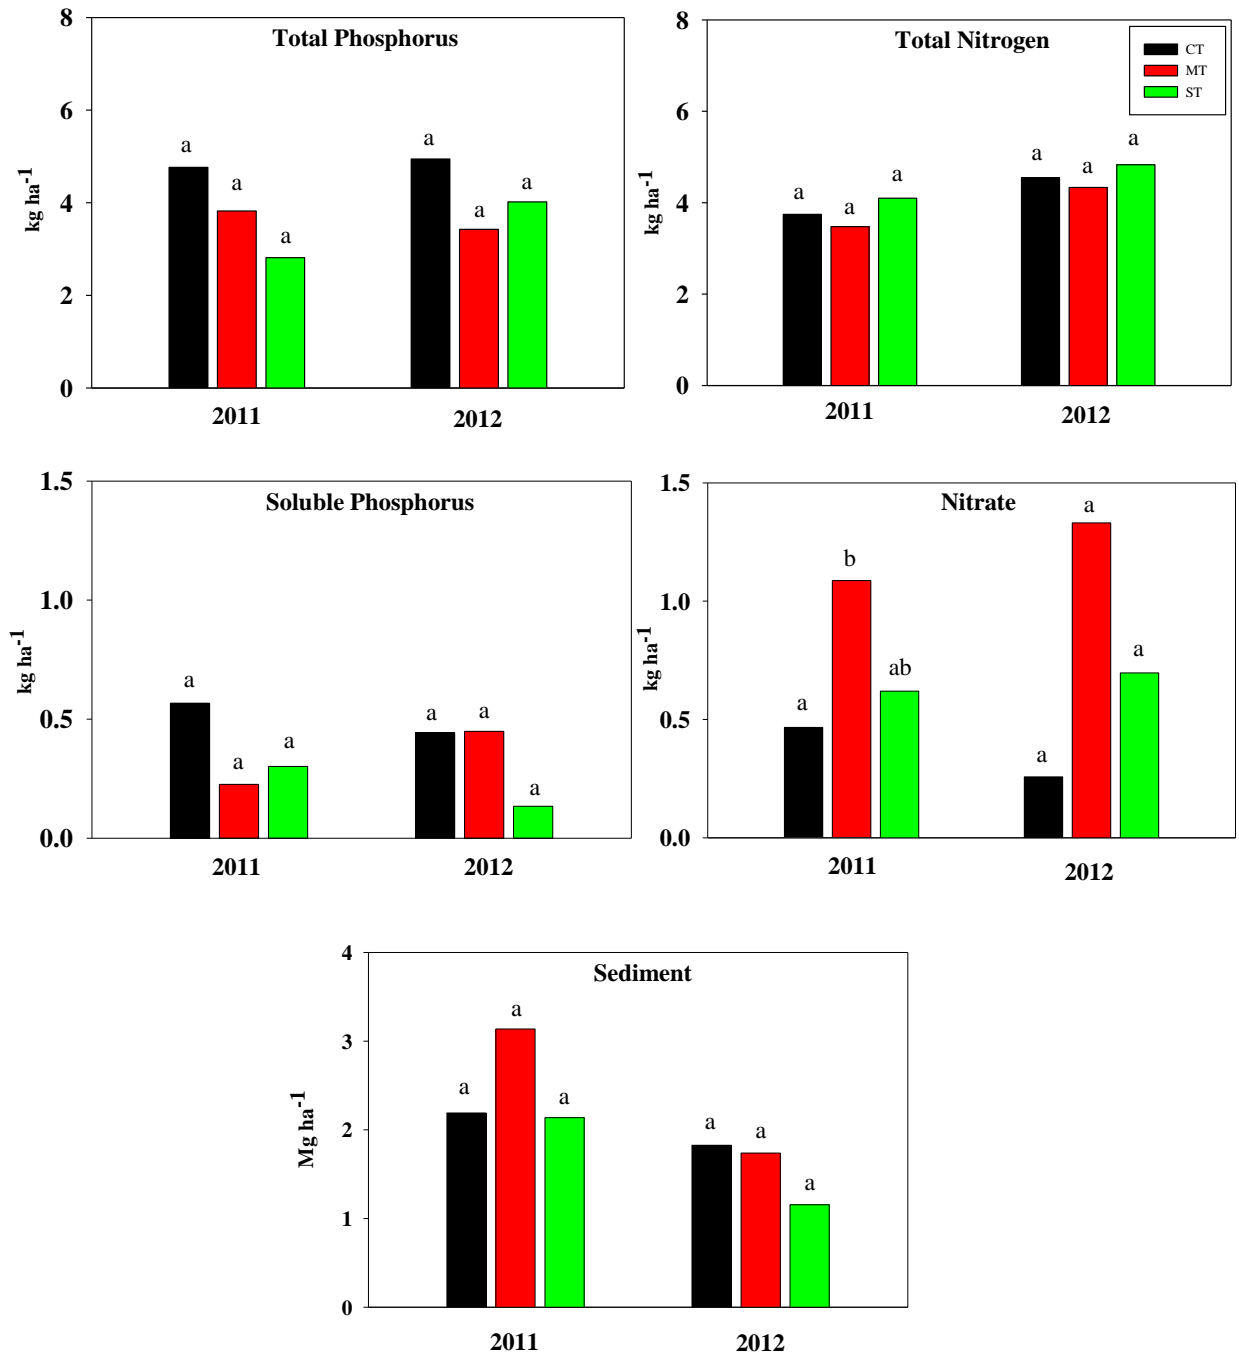 Total Phosphorus
8
6
4
2
0
kg ha-1
a
a
a
a
a
a
2011
2012
Total Nitrogen
CT
MT
ST
8
6
4
2
0
kg ha-1
a
a
a
a
a
a
2011
2012
Soluble Phosphorus
1.5
1.0
0.5
0.0
kg ha-1
a
a
a
a
a
a
2011
2012
Nitrate
1.5
1.0
0.5
0.0
kg ha-1
a
b
ab
a
a
a
2011
2012
Sediment
4
3
2
1
0
Mg ha-1
a
a
a
a
a
a
2011
2012